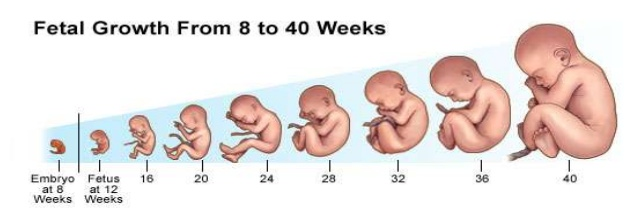 Fetal Growth From 8 to 40 Weeks
Embryo
at 8
Weeks
Fetus
at 12
Weeks
16
20
24
28
32
36
40